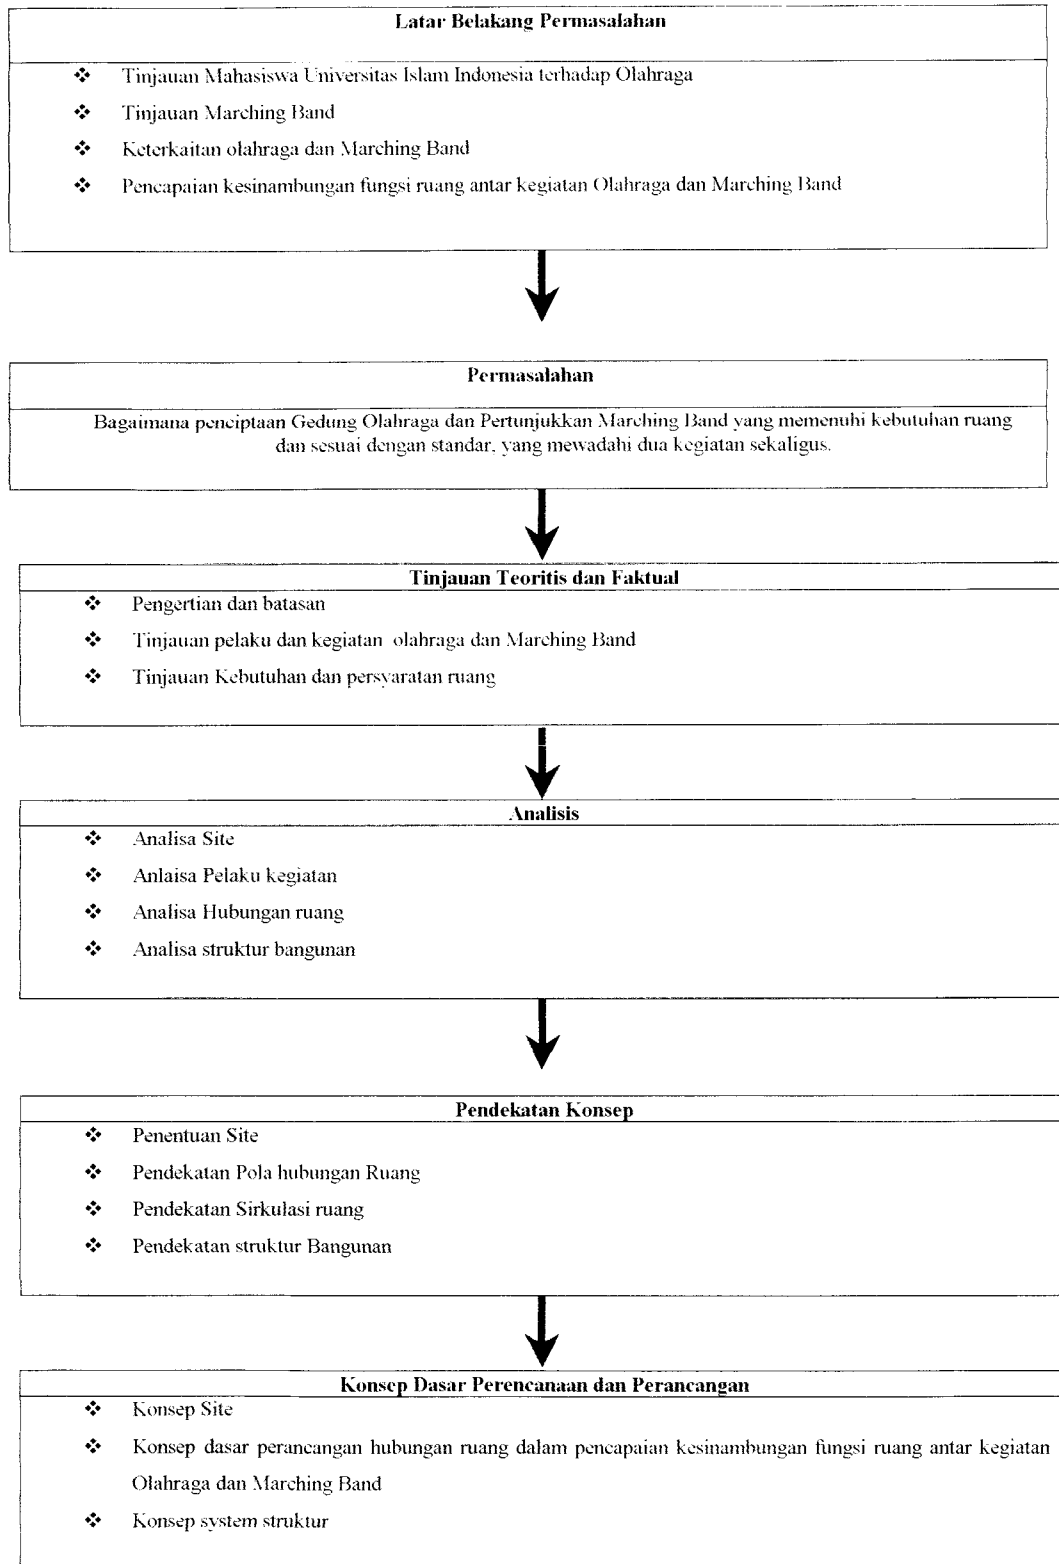 Latar Belakang Permasalahan
❖ Tinjauan Mahasiswa Universitas Islam Indonesia terhadap Olahraga
❖ Tinjauan Marching Band
❖ Keterkaitan olahraga dan Marching Band
❖ Pencapaian kesinambungan fungsi ruang antar kegiatan Olahraga dan Marching Band
Permasalahan
Bagaimana penciptaan Gedung Olahraga dan Pertunjukkan Marching Band yang memenuhi kebutuhan ruang
dan sesuai dengan standar, yang mewadahi dua kegiatan sekaligus.
Tinjauan Teoritis dan Faktual
❖ Pengertian dan batasan
❖ Tinjauan pelaku dan kegiatan olahraga dan Marching Band
❖ Tinjauan Kebutuhan dan persyaratan ruang
Analisis
❖ Analisa Site
❖ Anlaisa Pelaku kegiatan
❖ Analisa Hubungan ruang
❖ Analisa struktur bangunan
Pendekatan Konsep
❖ Penentuan Site
❖ Pendekatan Pola hubungan Ruang
❖ Pendekatan Sirkulasi ruang
❖ Pendekatan struktur Bangunan
Konsep Dasar Perencanaan dan Perancangan
❖ Konsep Site
❖ Konsep dasar perancangan hubungan ruang dalam pencapaian kesinambungan fungsi ruang antar kegiatan
Olahraga dan Marching Band
❖ Konsep system struktur